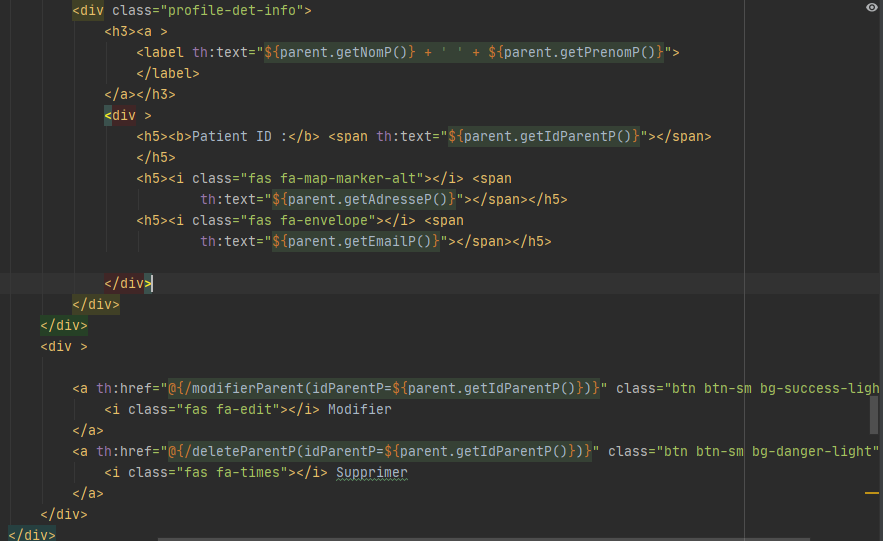 <div class="profile-det-info">
<h3><a >
<label th:text="${parent.getNomP()} + ' ' + ${parent.getPrenomP()}">
</label>
</a></h3>
<div >
<h5><b>Patient ID :</b> <span th:text="${parent.getIdParentP()}"></span>
</h5>
<h5><i class="fas fa-map-marker-alt"></i> <span
th:text="${parent.getAdresseP()}"></span></h5>
<h5><i class="fas fa-envelope"></i> <span
th:text="${parent.getEmailP()}"></span></h5>
</div>
</div>
</div>
<div >
<a th:href="@{/modifierParent(idParentP=${parent.getIdParentP()})}" class="btn btn-sm bg-success-ligh
<i class="fas fa-edit"></i> Modifier
</a>
<a th:href="@{/deleteParentP(idParentP=${parent.getIdParentP()})}" class="btn btn-sm bg-danger-light"
<i class="fas fa-times"></i> Supprimer
</a>
</div>
</div>